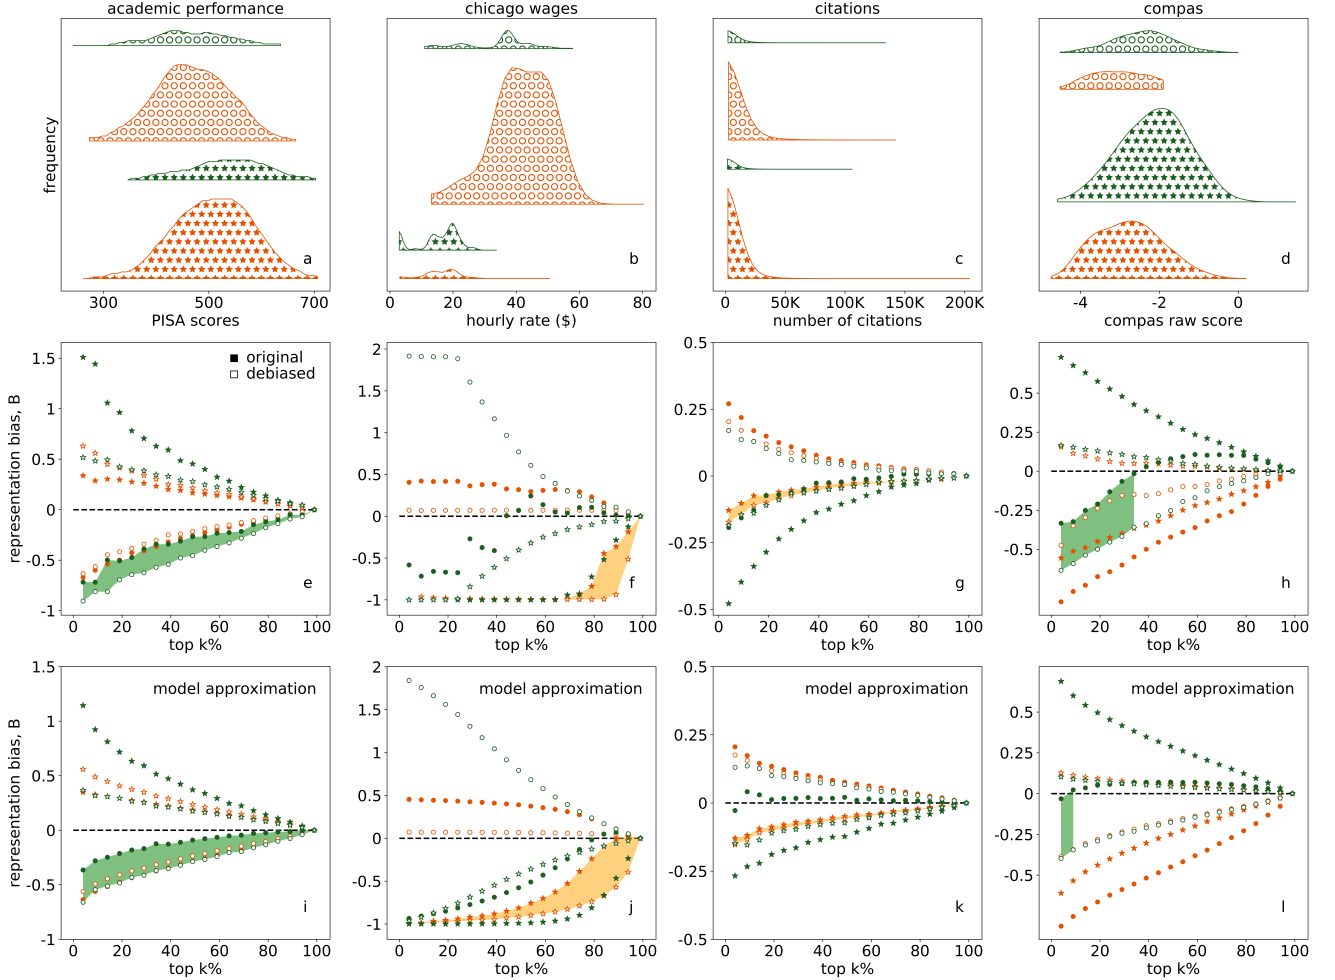 academic performance
chicago wages
citations
compas
frequency
a
b
c
d
300 500 700
0 20 40 60 80
0 50K 100K 150K 200K
-4 -2 0
PISA scores
hourly rate ($)
number of citations
compas raw score
representation bias, B
1.5
1
0.5
0
-0.5
-1
original
debiased
e
0 20 40 60 80 100
top k%
2
1.5
1
0.5
0
-0.5
-1
f
0 20 40 60 80 100
top k%
0.5
0.25
0
-0.25
-0.5
g
0 20 40 60 80 100
top k%
0.5
0.25
0
-0.25
-0.5
h
0 20 40 60 80 100
top k%
representation bias, B
1.5
1
0.5
0
-0.5
-1
model approximation
i
0 20 40 60 80 100
top k%
2
1.5
1
0.5
0
-0.5
-1
model approximation
j
0 20 40 60 80 100
top k%
0.5
0.25
0
-0.25
-0.5
model approximation
k
0 20 40 60 80 100
top k%
0.5
0.25
0
-0.25
-0.5
model approximation
l
0 20 40 60 80 100
top k%